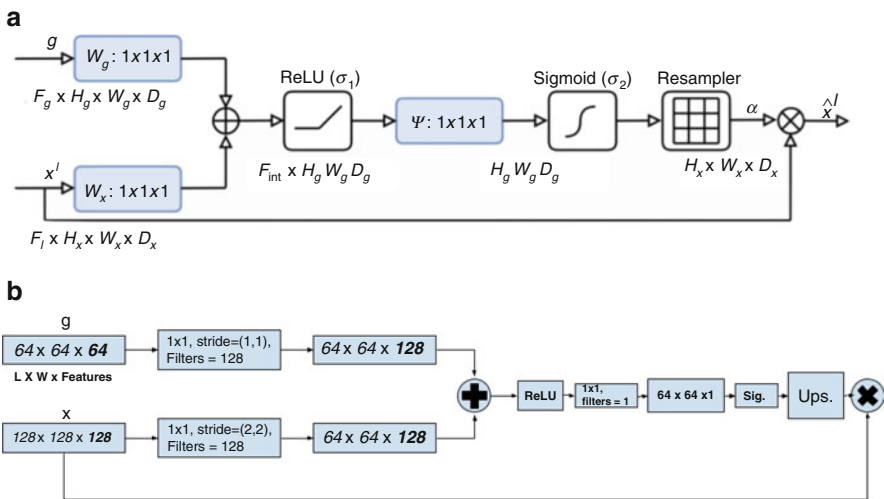 a
g
W_g : 1x1x1
F_g x H_g x W_g x D_g
x^l
W_x : 1x1x1
F_l x H_x x W_x x D_x
ReLU (σ_1)
F_int x H_g W_g D_g
Ψ : 1x1x1
H_g W_g D_g
Sigmoid (σ_2)
Resampler
α
H_x x W_x x D_x
x̂^l
b
g
64 x 64 x 64
L X W x Features
1x1, stride=(1,1),
Filters = 128
64 x 64 x 128
x
128 x 128 x 128
1x1, stride=(2,2),
Filters = 128
64 x 64 x 128
ReLU
1x1,
filters = 1
64 x 64 x1
Sig.
Ups.